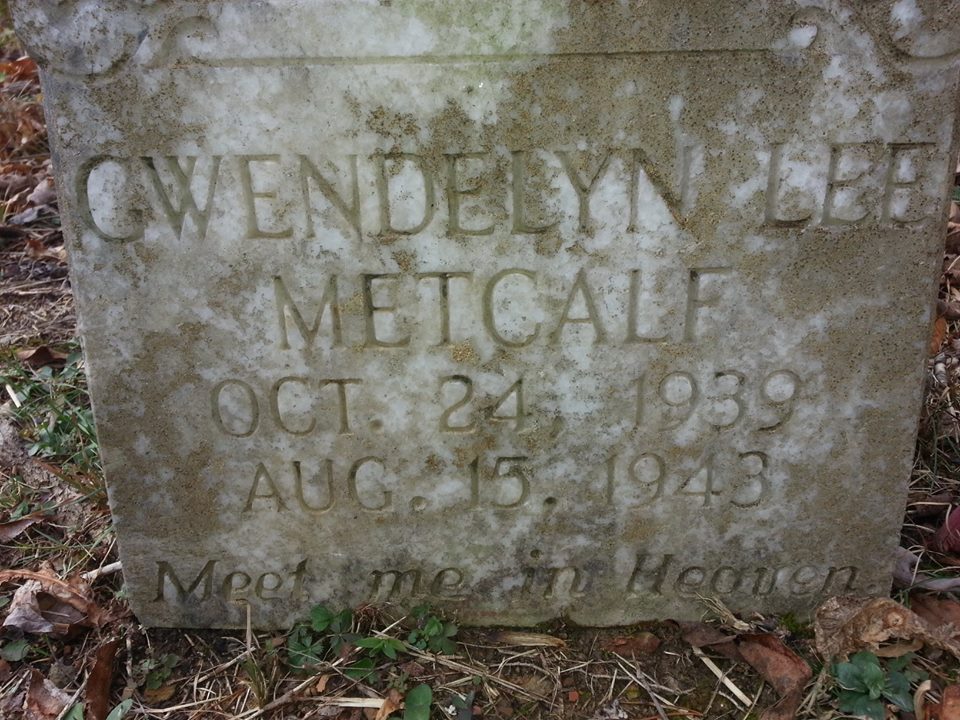 GWENDELYN LEE
METCALF
OCT. 24, 1939
AUG. 15. 1943
Meet me in Heaven